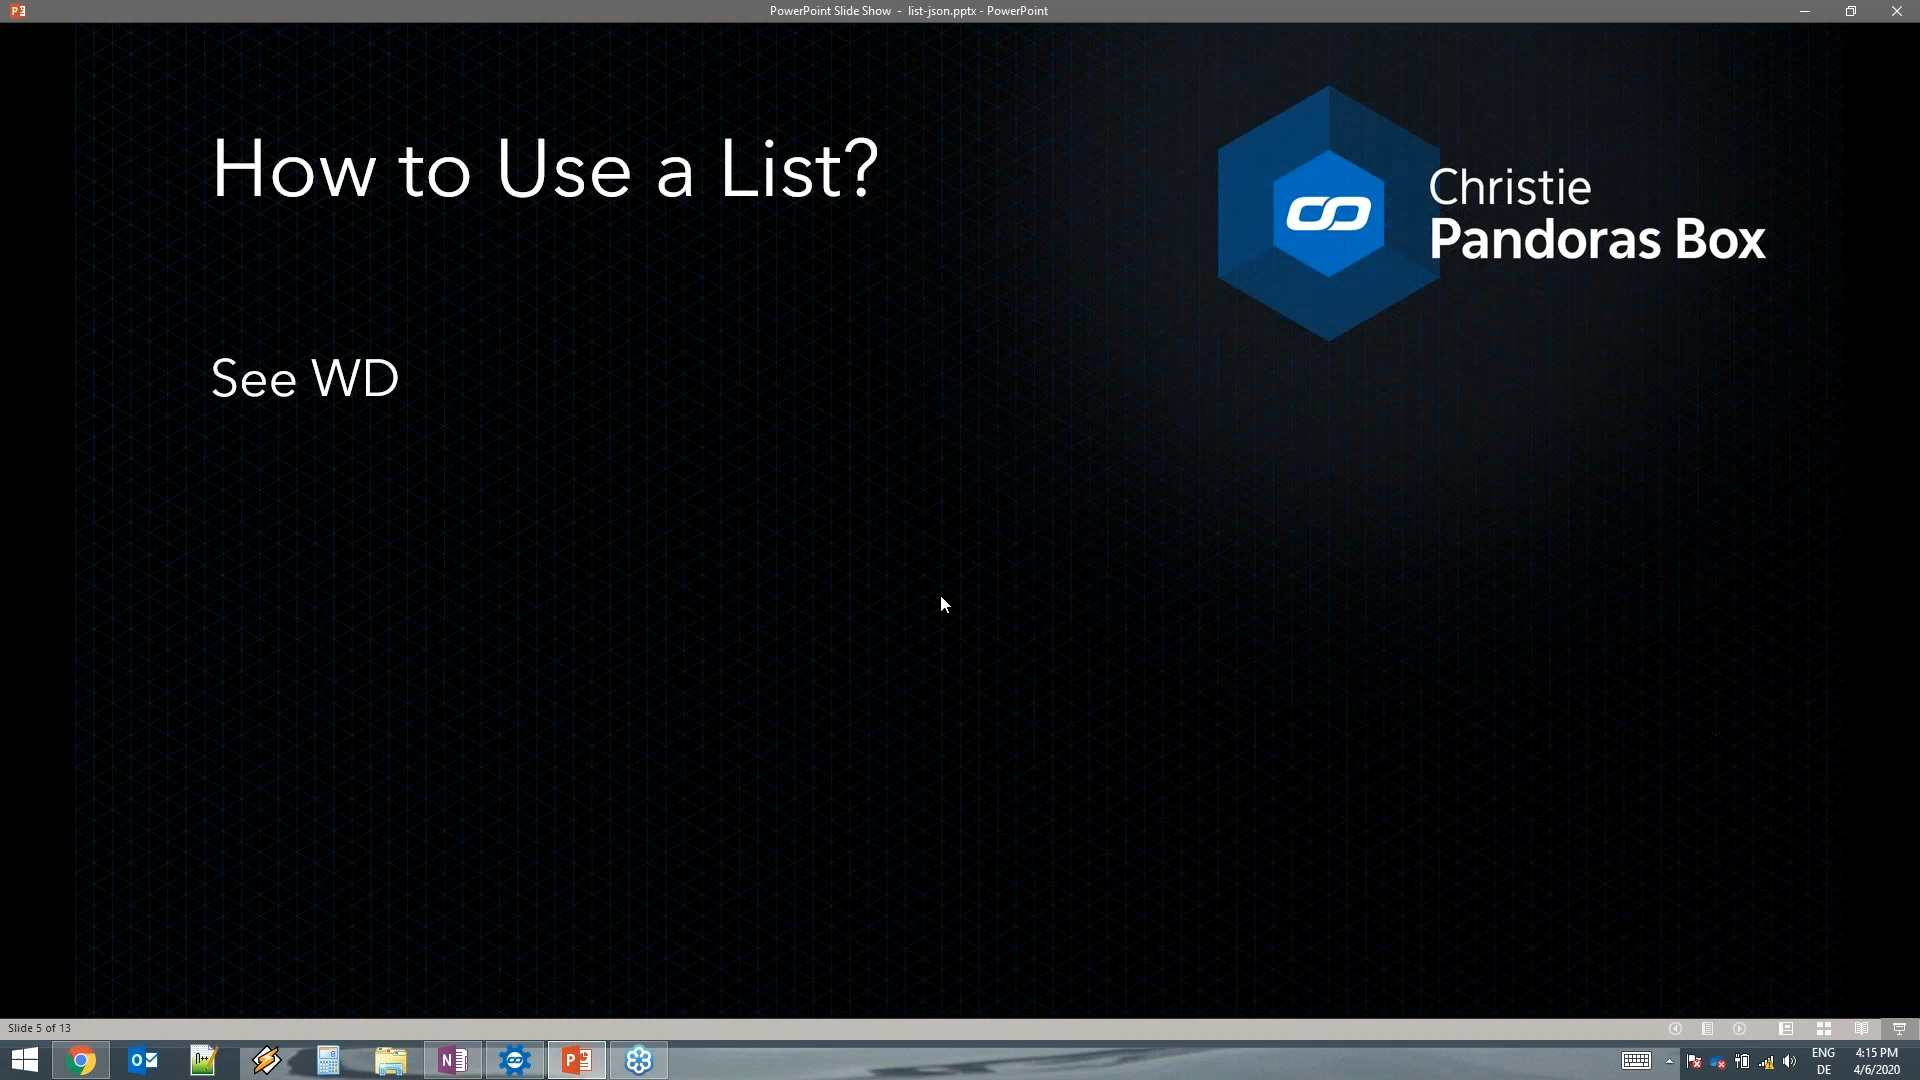 PowerPoint Slide Show - list-json.pptx - PowerPoint
How to Use a List?
Christie
Pandoras Box
See WD
Slide 5 of 13
ENG
DE
4:15 PM
4/6/2020